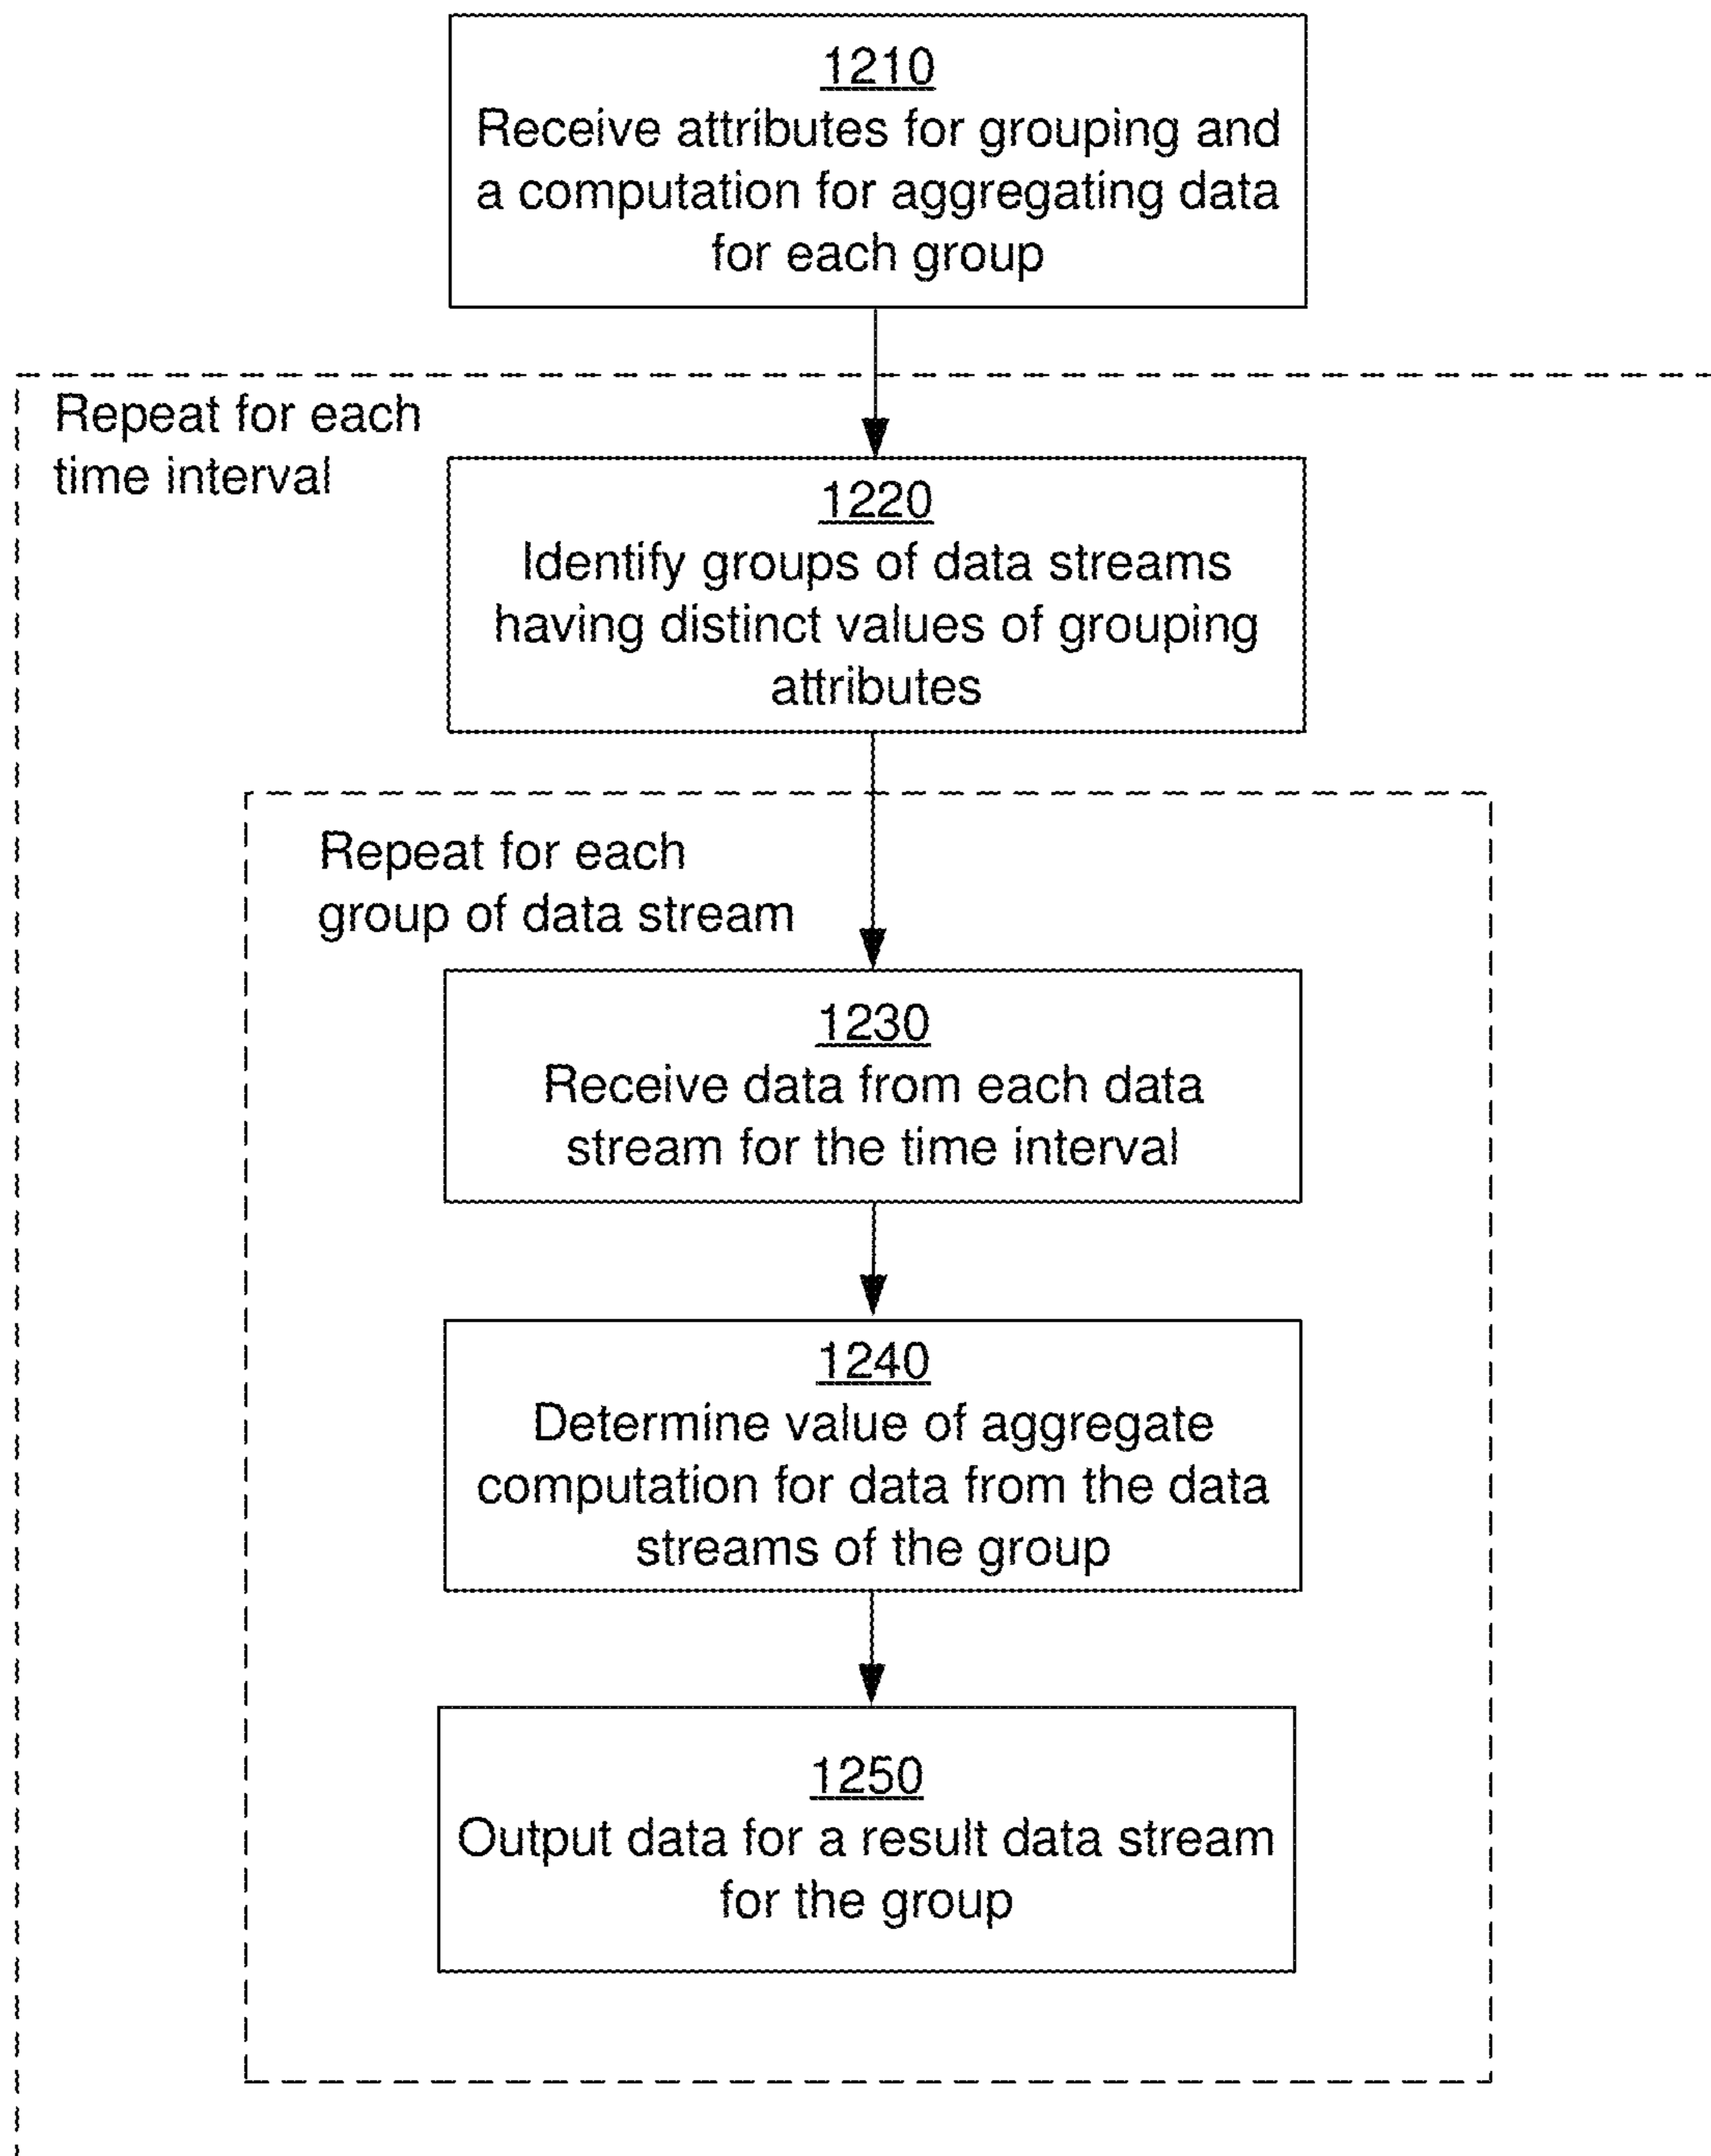 1210
Receive attributes for grouping and
a computation for aggregating data
for each group
Repeat for each
time interval
1220
Identify groups of data streams
having distinct values of grouping
attributes
Repeat for each
group of data stream
1230
Receive data from each data
stream for the time interval
1240
Determine value of aggregate
computation for data from the data
streams of the group
1250
Output data for a result data stream
for the group